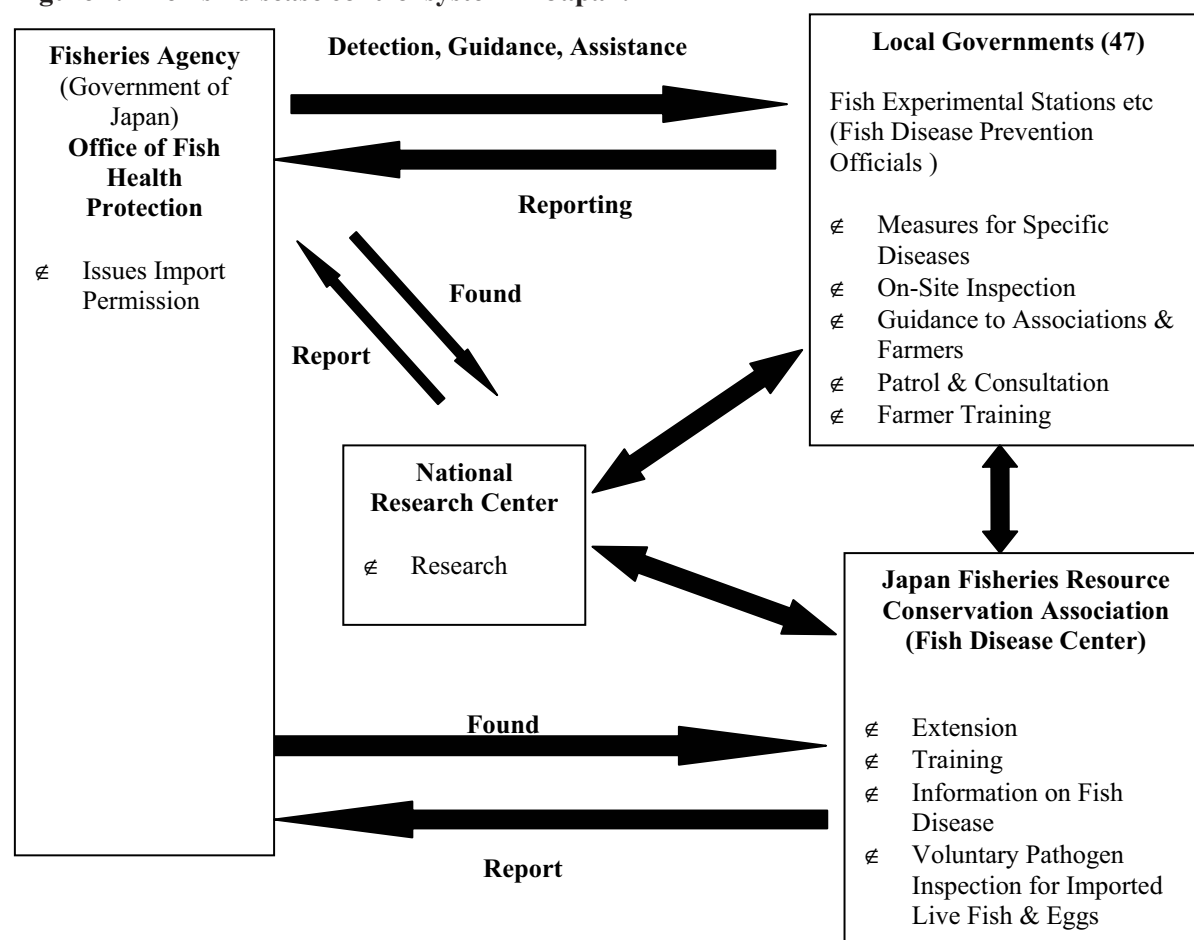 Detection, Guidance, Assistance
Fisheries Agency
(Government of
Japan)
Office of Fish
Health
Protection
∉ Issues Import
Permission
Local Governments (47)
Fish Experimental Stations etc
(Fish Disease Prevention
Officials )
∉ Measures for Specific
Diseases
∉ On-Site Inspection
∉ Guidance to Associations &
Farmers
∉ Patrol & Consultation
∉ Farmer Training
Reporting
Found
Report
National
Research Center
∉ Research
Japan Fisheries Resource
Conservation Association
(Fish Disease Center)
∉ Extension
∉ Training
∉ Information on Fish
Disease
∉ Voluntary Pathogen
Inspection for Imported
Live Fish & Eggs
Found
Report